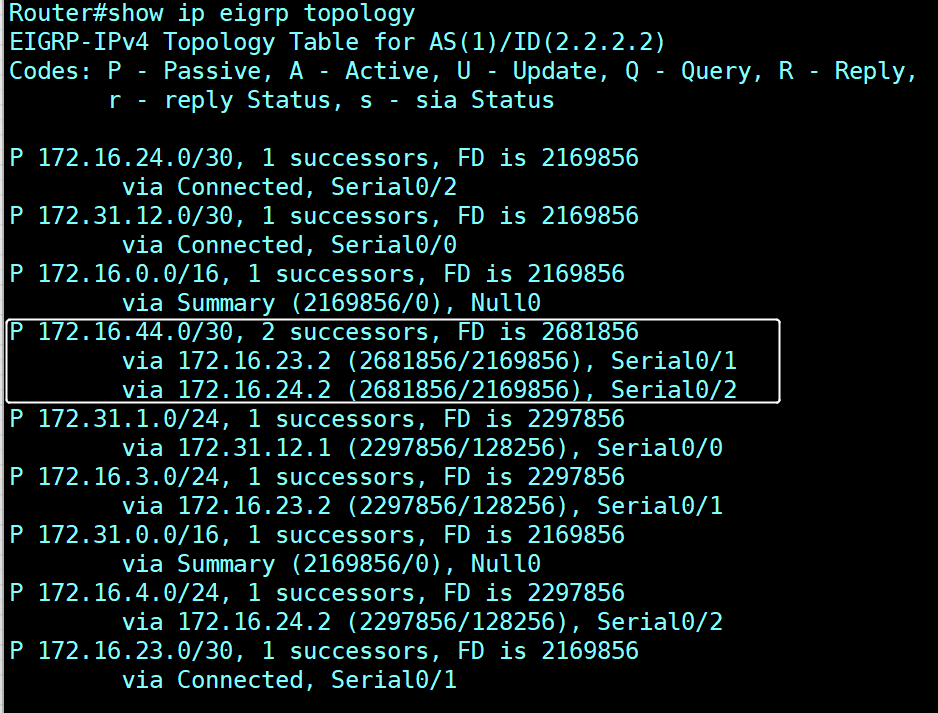 Router#show ip eigrp topology
EIGRP-IPv4 Topology Table for AS(1)/ID(2.2.2.2)
Codes: P - Passive, A - Active, U - Update, Q - Query, R - Reply,
       r - reply Status, s - sia Status

P 172.16.24.0/30, 1 successors, FD is 2169856
        via Connected, Serial0/2
P 172.31.12.0/30, 1 successors, FD is 2169856
        via Connected, Serial0/0
P 172.16.0.0/16, 1 successors, FD is 2169856
        via Summary (2169856/0), Null0
P 172.16.44.0/30, 2 successors, FD is 2681856
        via 172.16.23.2 (2681856/2169856), Serial0/1
        via 172.16.24.2 (2681856/2169856), Serial0/2
P 172.31.1.0/24, 1 successors, FD is 2297856
        via 172.31.12.1 (2297856/128256), Serial0/0
P 172.16.3.0/24, 1 successors, FD is 2297856
        via 172.16.23.2 (2297856/128256), Serial0/1
P 172.31.0.0/16, 1 successors, FD is 2169856
        via Summary (2169856/0), Null0
P 172.16.4.0/24, 1 successors, FD is 2297856
        via 172.16.24.2 (2297856/128256), Serial0/2
P 172.16.23.0/30, 1 successors, FD is 2169856
        via Connected, Serial0/1